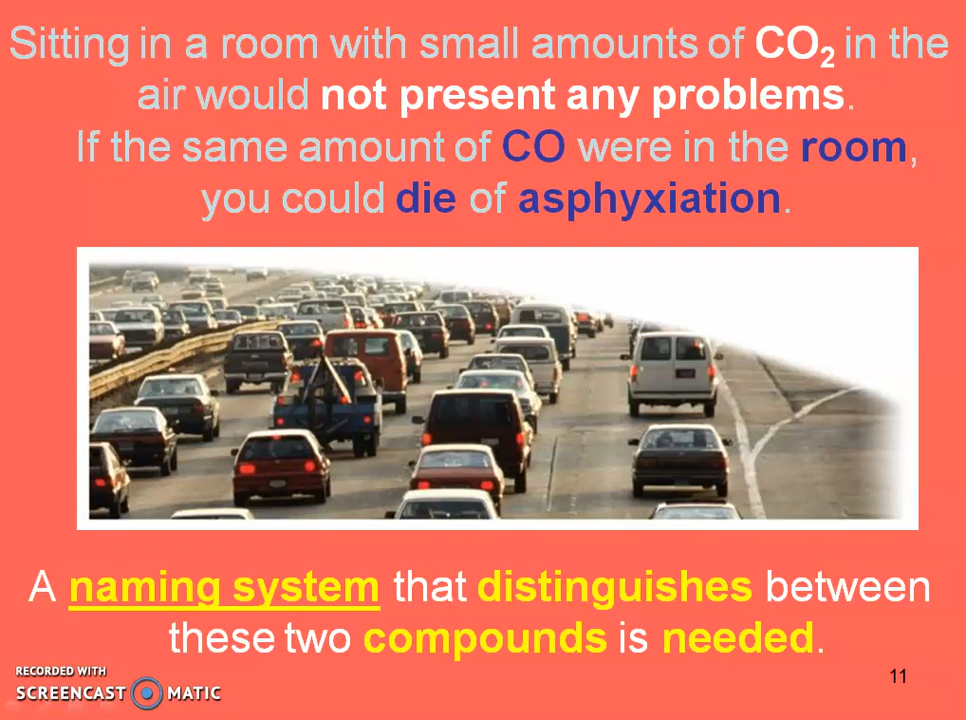 Sitting in a room with small amounts of CO₂ in the
air would not present any problems.
If the same amount of CO were in the room,
you could die of asphyxiation.
A naming system that distinguishes between
these two compounds is needed.
RECORDED WITH
SCREENCAST MATIC
11